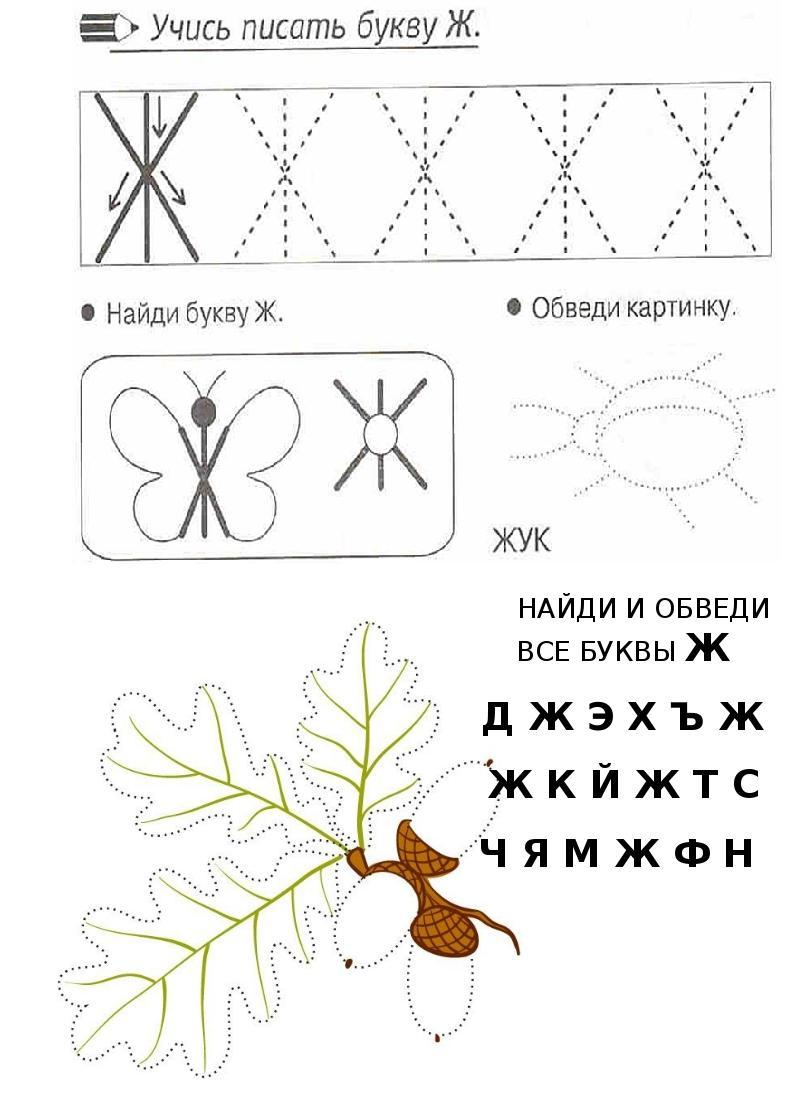 Учись писать букву Ж.
Ж
Найди букву Ж.
Обведи картинку.
ЖУК
НАЙДИ И ОБВЕДИ
ВСЕ БУКВЫ Ж
Д Ж Э Х Ъ Ж
Ж К Й Ж Т С
Ч Я М Ж Ф Н